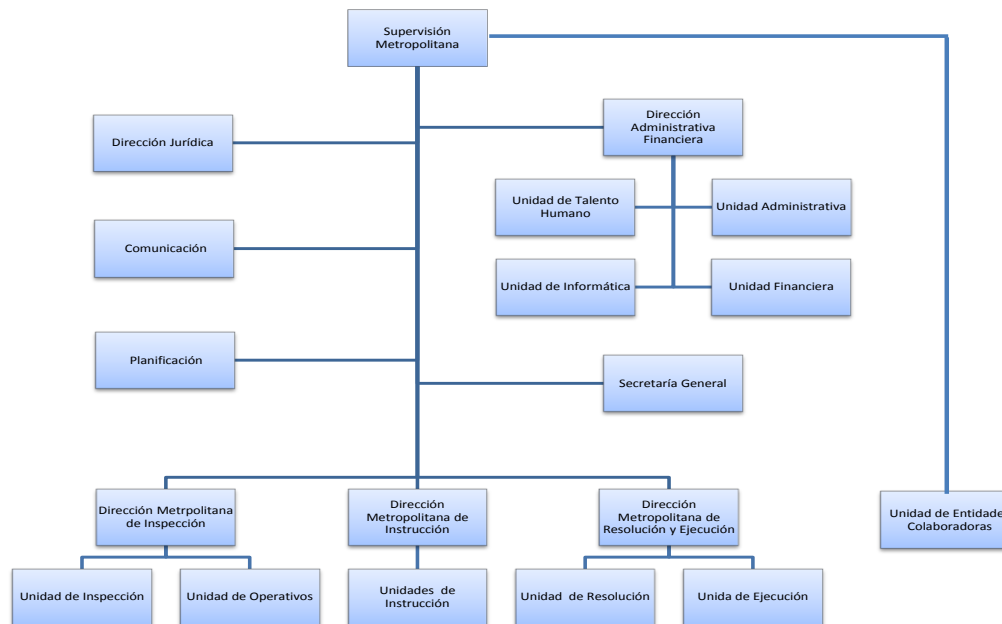 Supervisión
Metropolitana
Dirección
Administrativa
Financiera
Dirección Jurídica
Unidad de Talento
Humano
Unidad Administrativa
Comunicación
Unidad de Informática
Unidad Financiera
Planificación
Secretaría General
Dirección Metrpolitana
de Inspección
Dirección
Metropolitana de
Instrucción
Dirección
Metropolitana de
Resolución y Ejecución
Unidad de Entidade
Colaboradoras
Unidad de Inspección
Unidad de Operativos
Unidades de
Instrucción
Unidad de Resolución
Unida de Ejecución